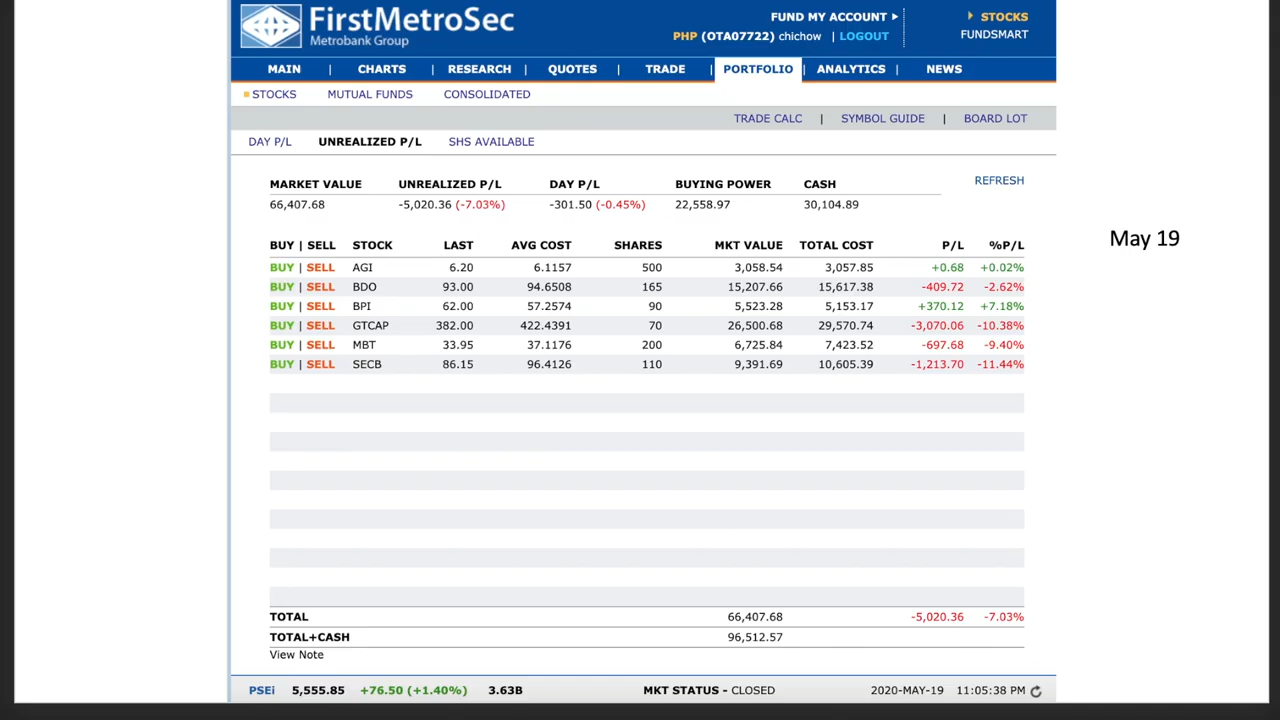 FirstMetroSec
Metrobank Group
FUND MY ACCOUNT
STOCKS
PHP (OTA07722) chichow | LOGOUT
FUNDSMART
MAIN | CHARTS | RESEARCH | QUOTES | TRADE | PORTFOLIO | ANALYTICS | NEWS
STOCKS MUTUAL FUNDS CONSOLIDATED
TRADE CALC | SYMBOL GUIDE | BOARD LOT
DAY P/L UNREALIZED P/L SHS AVAILABLE
REFRESH
MARKET VALUE UNREALIZED P/L DAY P/L BUYING POWER CASH
66,407.68 -5,020.36 (-7.03%) -301.50 (-0.45%) 22,558.97 30,104.89
May 19
BUY | SELL STOCK LAST AVG COST SHARES MKT VALUE TOTAL COST P/L %P/L
BUY | SELL AGI 6.20 6.1157 500 3,058.54 3,057.85 +0.68 +0.02%
BUY | SELL BDO 93.00 94.6508 165 15,207.66 15,617.38 -409.72 -2.62%
BUY | SELL BPI 62.00 57.2574 90 5,523.28 5,153.17 +370.12 +7.18%
BUY | SELL GTCAP 382.00 422.4391 70 26,500.68 29,570.74 -3,070.06 -10.38%
BUY | SELL MBT 33.95 37.1176 200 6,725.84 7,423.52 -697.68 -9.40%
BUY | SELL SECB 86.15 96.4126 110 9,391.69 10,605.39 -1,213.70 -11.44%
TOTAL 66,407.68 -5,020.36 -7.03%
TOTAL+CASH 96,512.57
View Note
PSEi 5,555.85 +76.50 (+1.40%) 3.63B MKT STATUS - CLOSED 2020-MAY-19 11:05:38 PM